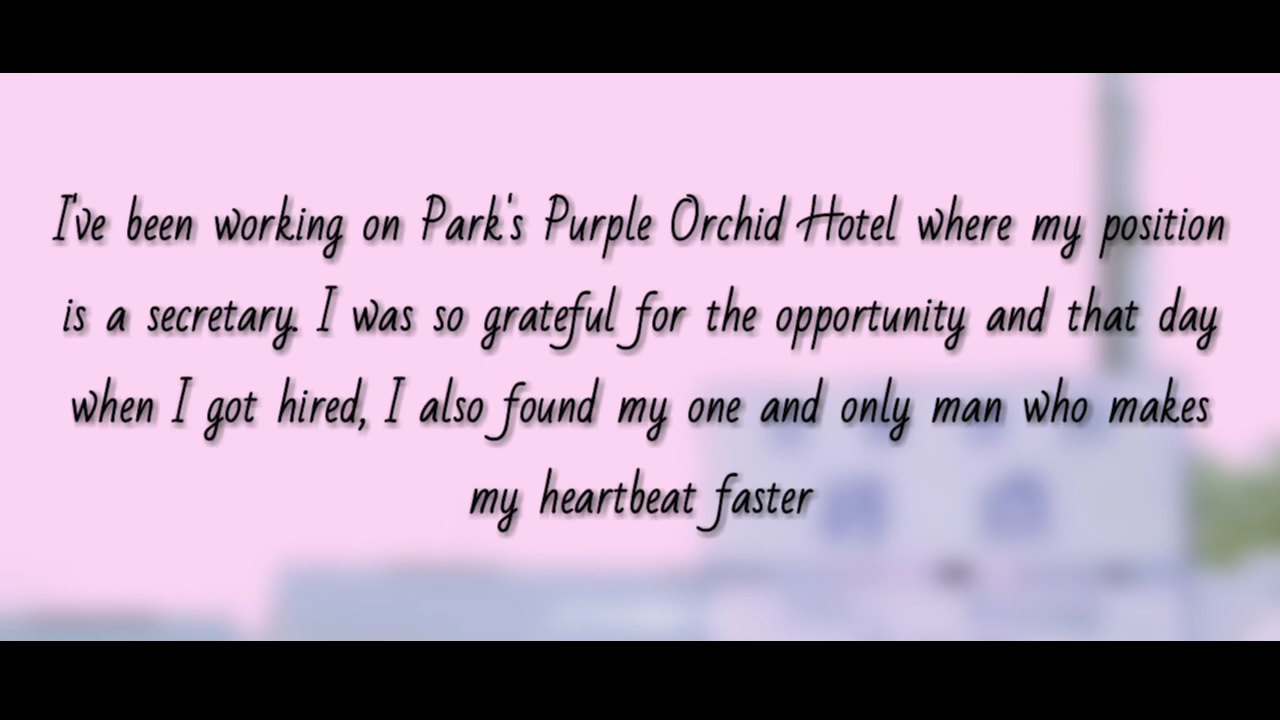 I've been working on Park's Purple Orchid Hotel where my position
is a secretary. I was so grateful for the opportunity and that day
when I got hired, I also found my one and only man who makes
my heartbeat faster